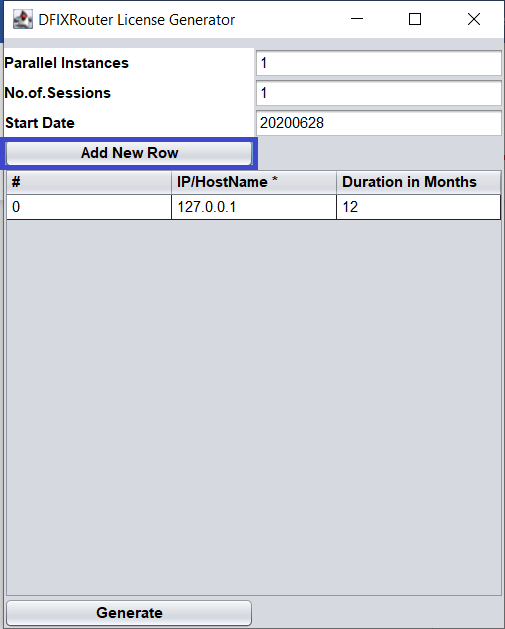 DFIXRouter License Generator
Parallel Instances 1
No.of.Sessions 1
Start Date 20200628
Add New Row
# IP/HostName * Duration in Months
0 127.0.0.1 12
Generate